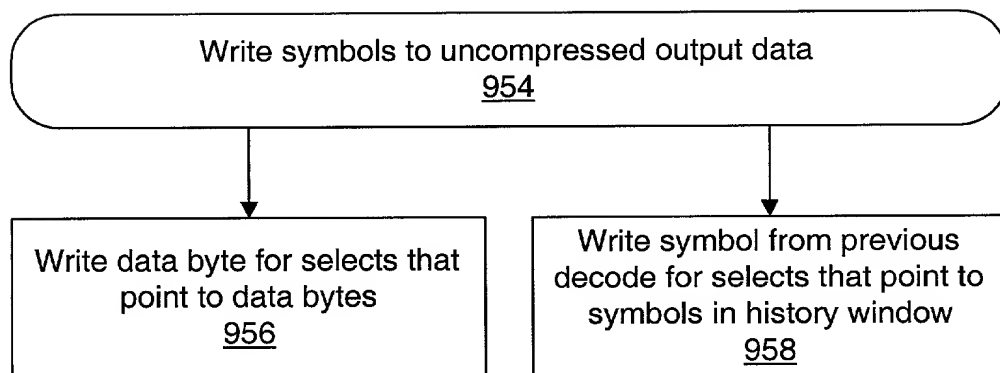 Write symbols to uncompressed output data
954
Write data byte for selects that
point to data bytes
956
Write symbol from previous
decode for selects that point to
symbols in history window
958